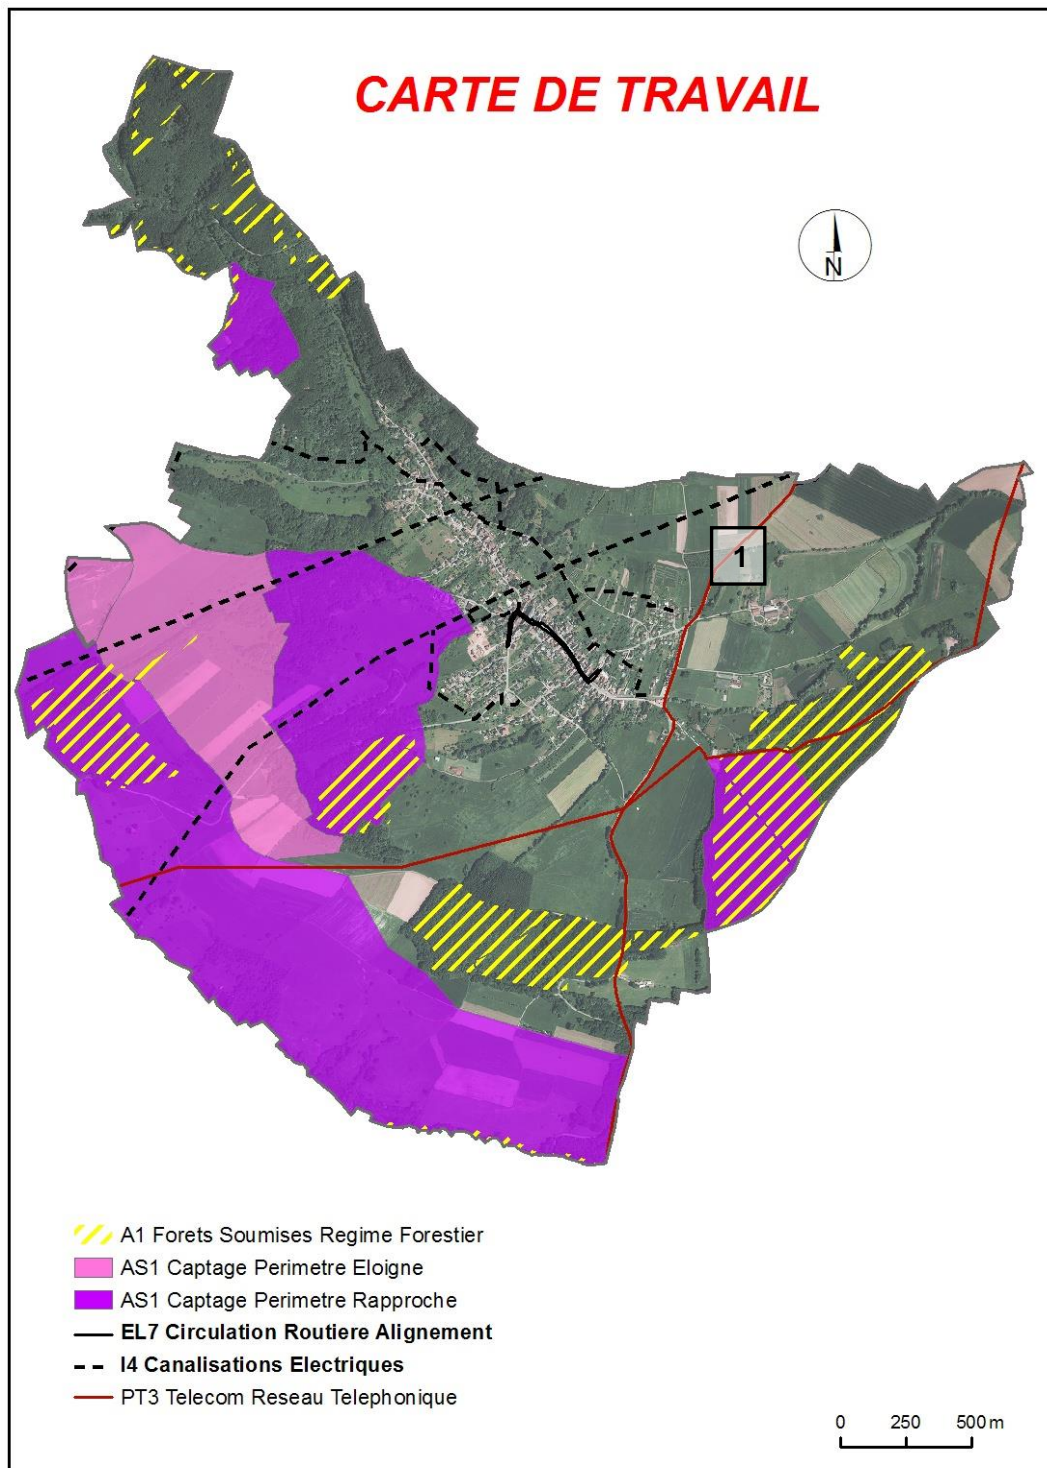 CARTE DE TRAVAIL
N
1
A1 Forets Soumises Regime Forestier
AS1 Captage Perimetre Eloigne
AS1 Captage Perimetre Rapproche
EL7 Circulation Routiere Alignement
I4 Canalisations Electriques
PT3 Telecom Reseau Telephonique
0 250 500 m